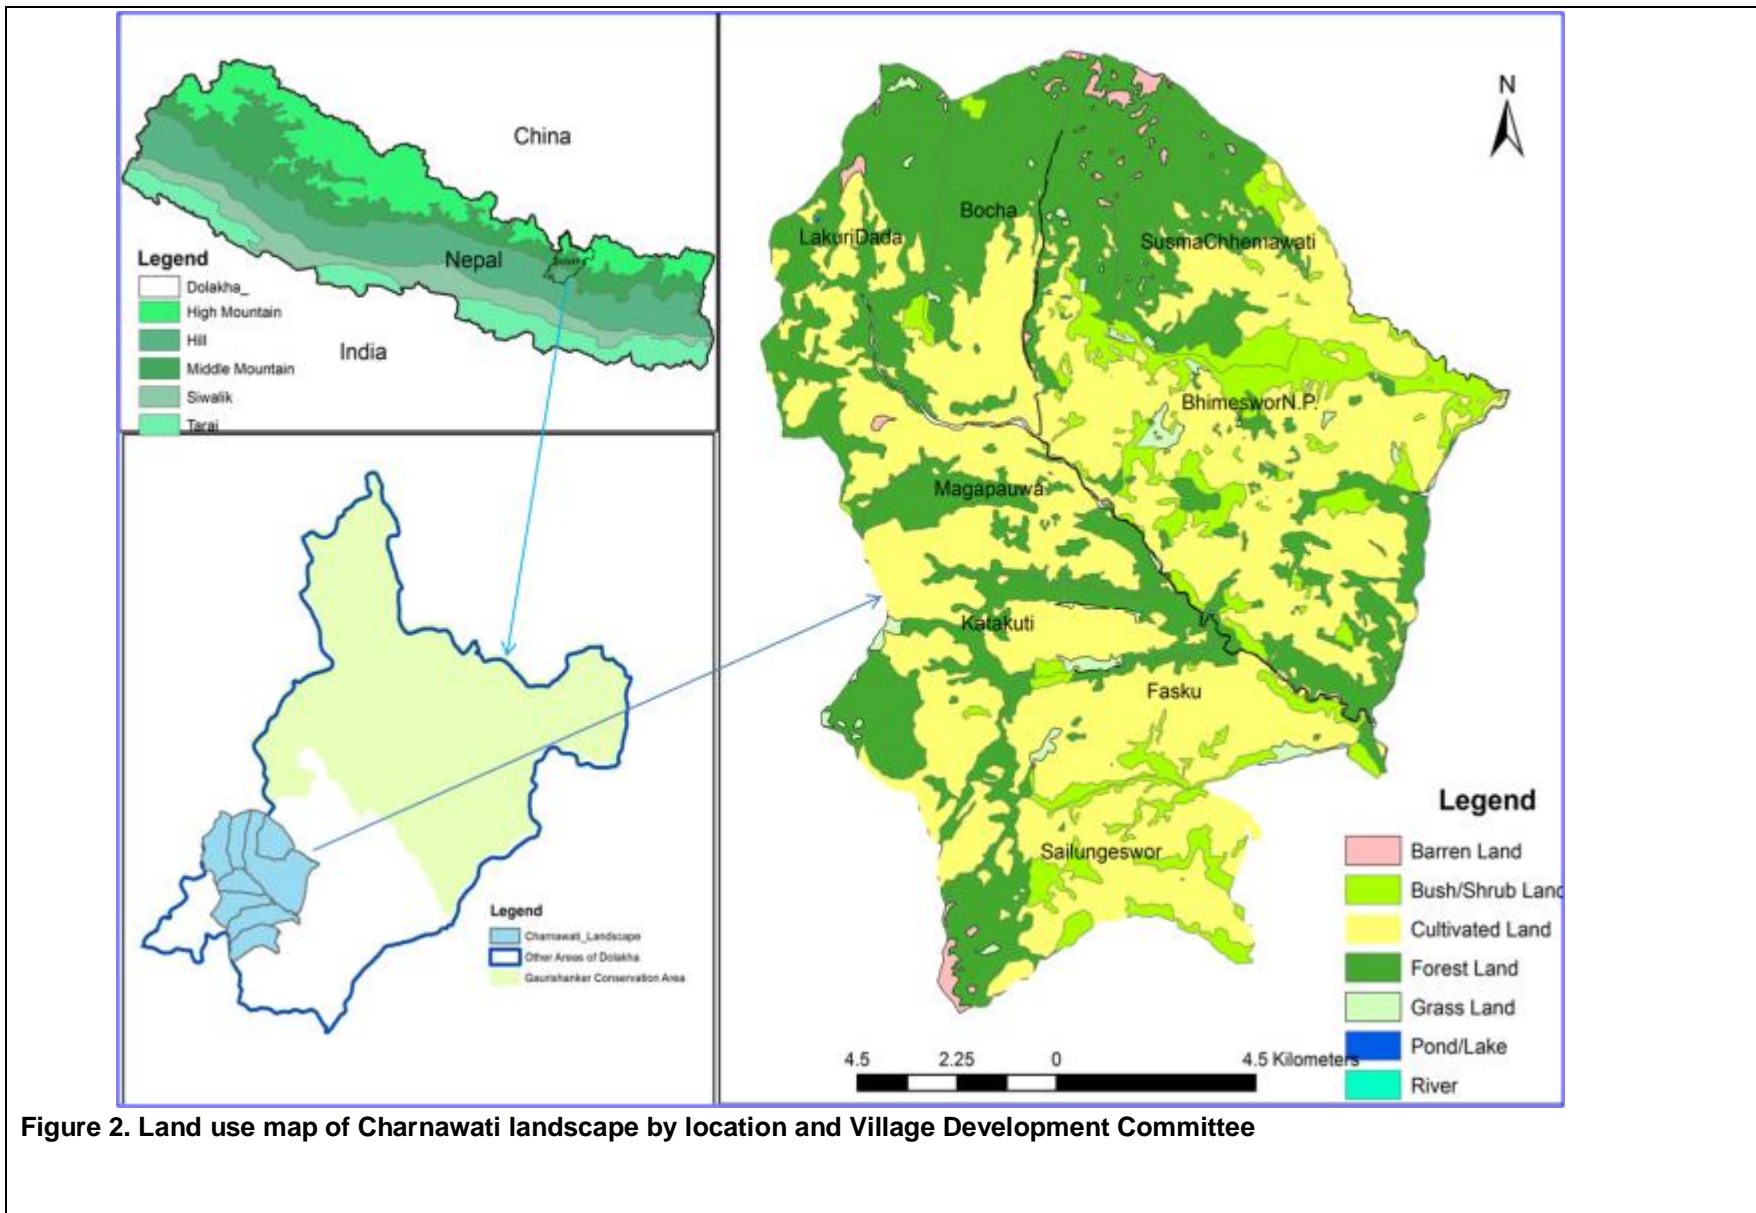 China
Nepal
India
Legend
Dolakha_
High Mountain
Hill
Middle Mountain
Siwalik
Tarai
Legend
Charnawati_Landscape
Other Areas of Dolakha
Gaurishanker Conservation Area
N
Bocha
LakuriDada
SusmaChhemawati
BhimesworN.P.
Magapauwa
Katakuti
Fasku
Sailungeswor
Legend
Barren Land
Bush/Shrub Land
Cultivated Land
Forest Land
Grass Land
Pond/Lake
River
4.5 2.25 0 4.5 Kilometers
Figure 2. Land use map of Charnawati landscape by location and Village Development Committee